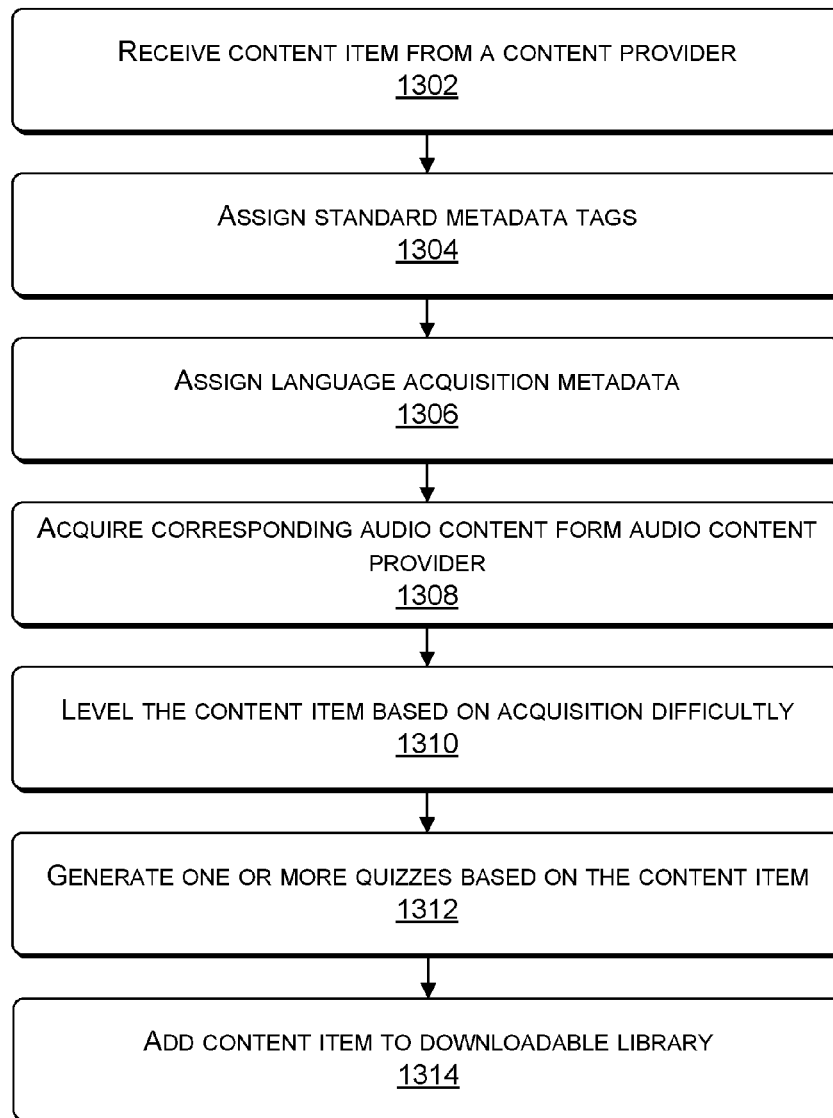 RECEIVE CONTENT ITEM FROM A CONTENT PROVIDER
1302
ASSIGN STANDARD METADATA TAGS
1304
ASSIGN LANGUAGE ACQUISITION METADATA
1306
ACQUIRE CORRESPONDING AUDIO CONTENT FORM AUDIO CONTENT
PROVIDER
1308
LEVEL THE CONTENT ITEM BASED ON ACQUISITION DIFFICULTLY
1310
GENERATE ONE OR MORE QUIZZES BASED ON THE CONTENT ITEM
1312
ADD CONTENT ITEM TO DOWNLOADABLE LIBRARY
1314